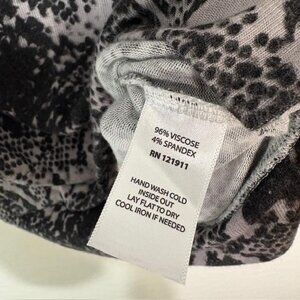 96% VISCOSE
4% SPANDEX
RN 121911
HAND WASH COLD
INSIDE OUT
LAY FLAT TO DRY
COOL IRON IF NEEDED